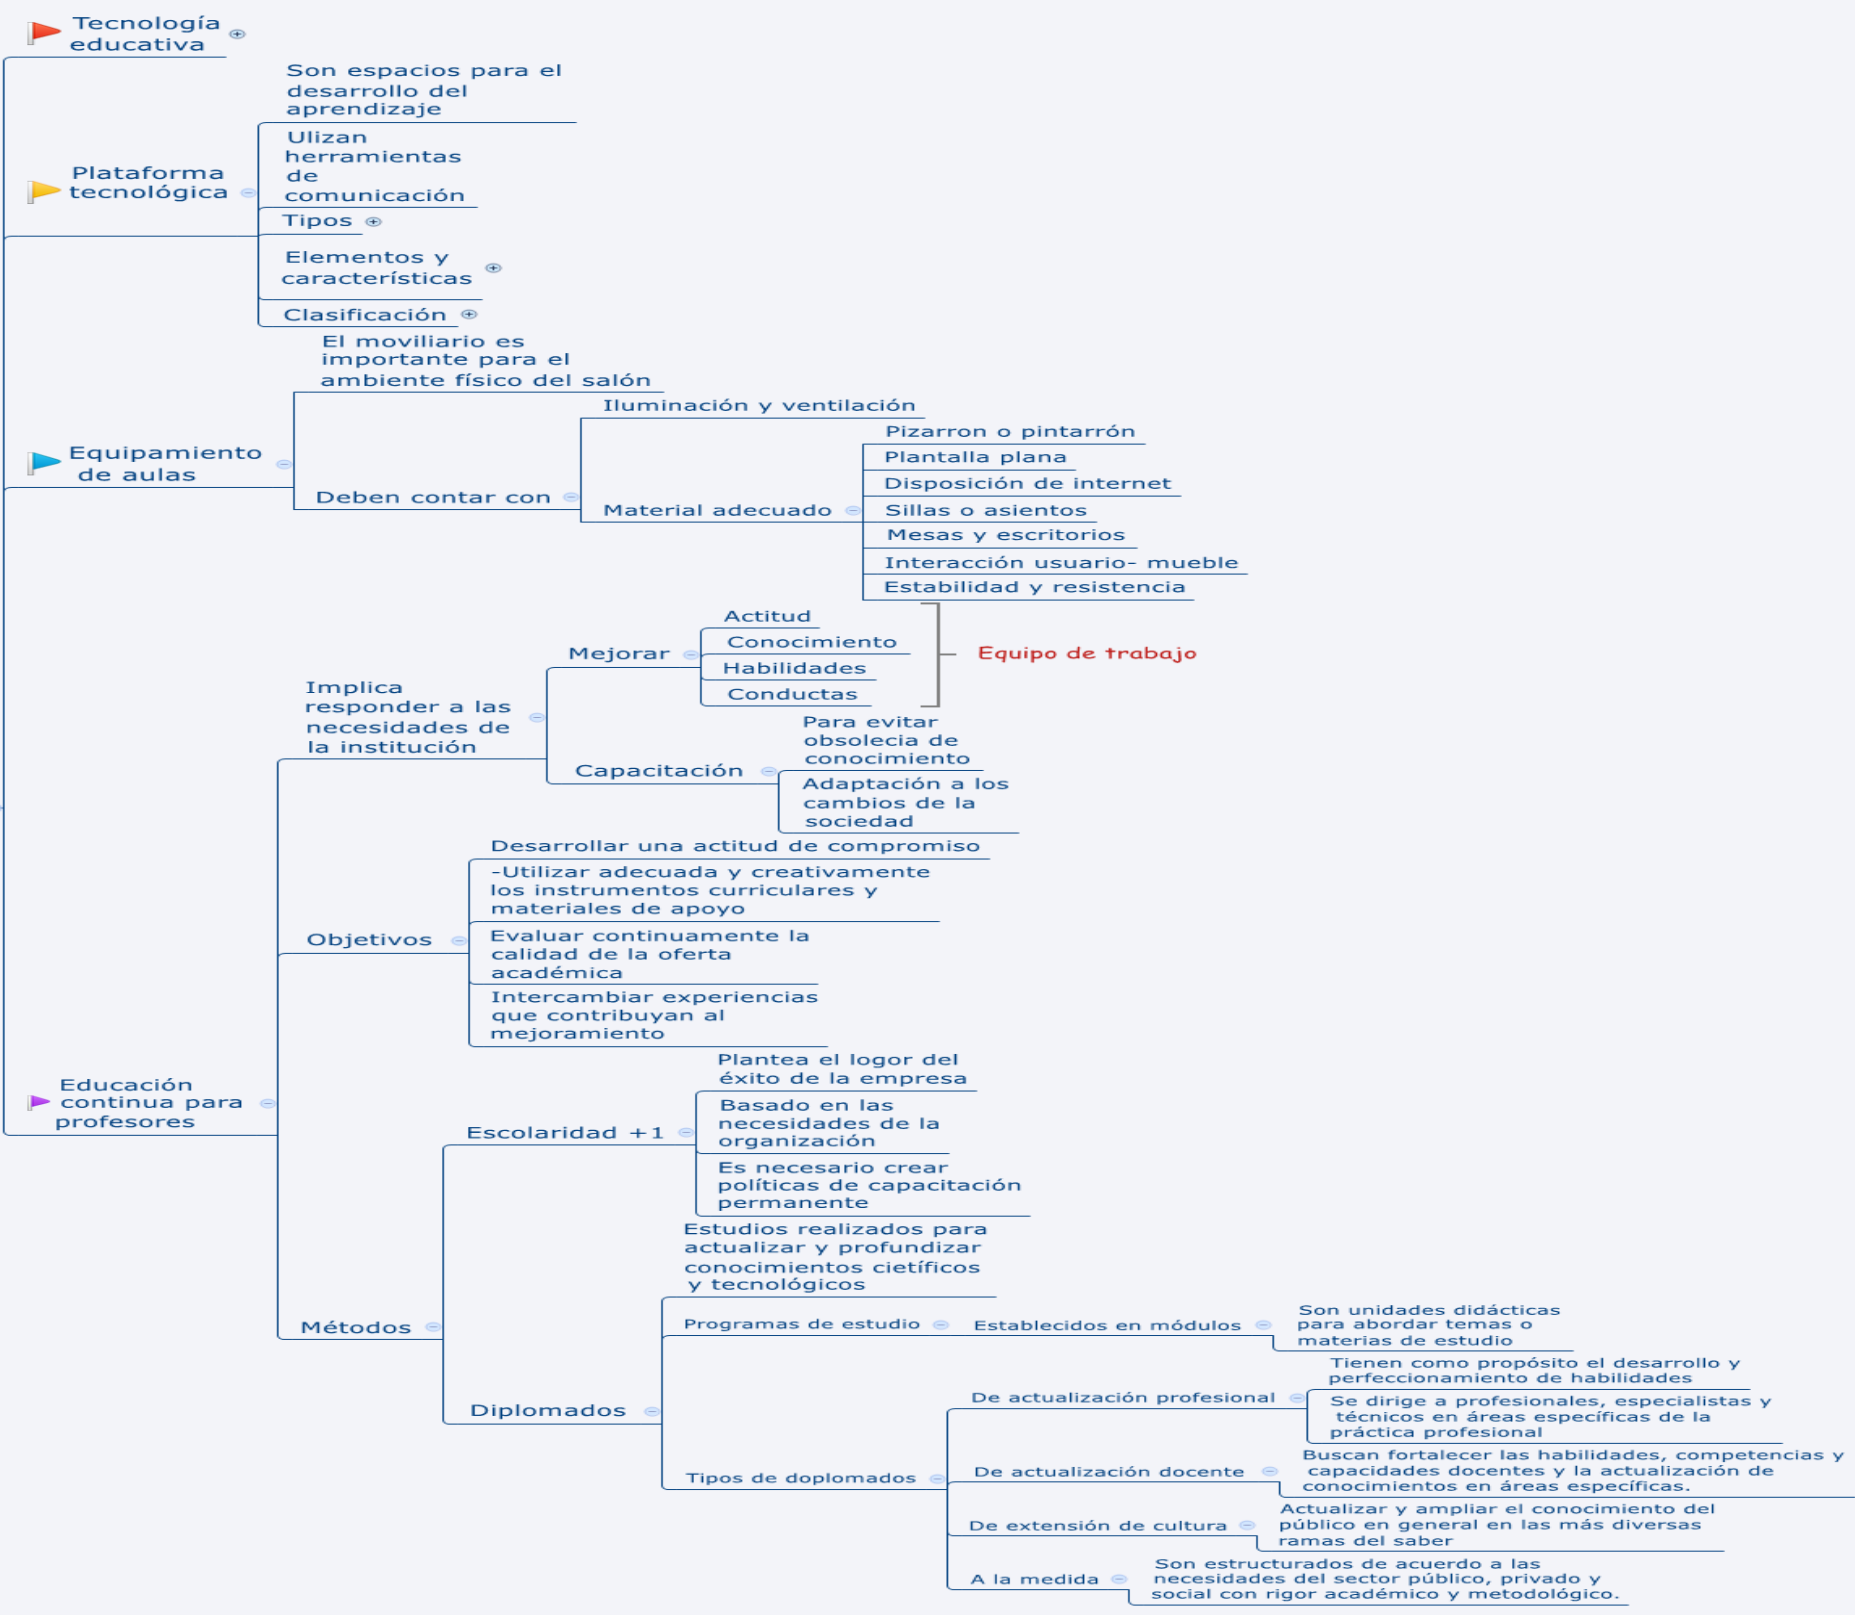 Tecnología
educativa
Plataforma
tecnológica
Son espacios para el
desarrollo del
aprendizaje
Ulizan
herramientas
de
comunicación
Tipos
Elementos y
características
Clasificación
Equipamiento
de aulas
El moviliario es
importante para el
ambiente físico del salón
Deben contar con
Iluminación y ventilación
Material adecuado
Pizarron o pintarrón
Plantalla plana
Disposición de internet
Sillas o asientos
Mesas y escritorios
Interacción usuario- mueble
Estabilidad y resistencia
Educación
continua para
profesores
Implica
responder a las
necesidades de
la institución
Mejorar
Actitud
Conocimiento
Habilidades
Conductas
Equipo de trabajo
Capacitación
Para evitar
obsolecia de
conocimiento
Adaptación a los
cambios de la
sociedad
Objetivos
Desarrollar una actitud de compromiso
-Utilizar adecuada y creativamente
los instrumentos curriculares y
materiales de apoyo
Evaluar continuamente la
calidad de la oferta
académica
Intercambiar experiencias
que contribuyan al
mejoramiento
Métodos
Escolaridad +1
Plantea el logor del
éxito de la empresa
Basado en las
necesidades de la
organización
Es necesario crear
políticas de capacitación
permanente
Diplomados
Estudios realizados para
actualizar y profundizar
conocimientos cietíficos
y tecnológicos
Programas de estudio
Establecidos en módulos
Son unidades didácticas
para abordar temas o
materias de estudio
Tipos de doplomados
De actualización profesional
Tienen como propósito el desarrollo y
perfeccionamiento de habilidades
Se dirige a profesionales, especialistas y
técnicos en áreas específicas de la
práctica profesional
De actualización docente
Buscan fortalecer las habilidades, competencias y
capacidades docentes y la actualización de
conocimientos en áreas específicas.
De extensión de cultura
Actualizar y ampliar el conocimiento del
público en general en las más diversas
ramas del saber
A la medida
Son estructurados de acuerdo a las
necesidades del sector público, privado y
social con rigor académico y metodológico.